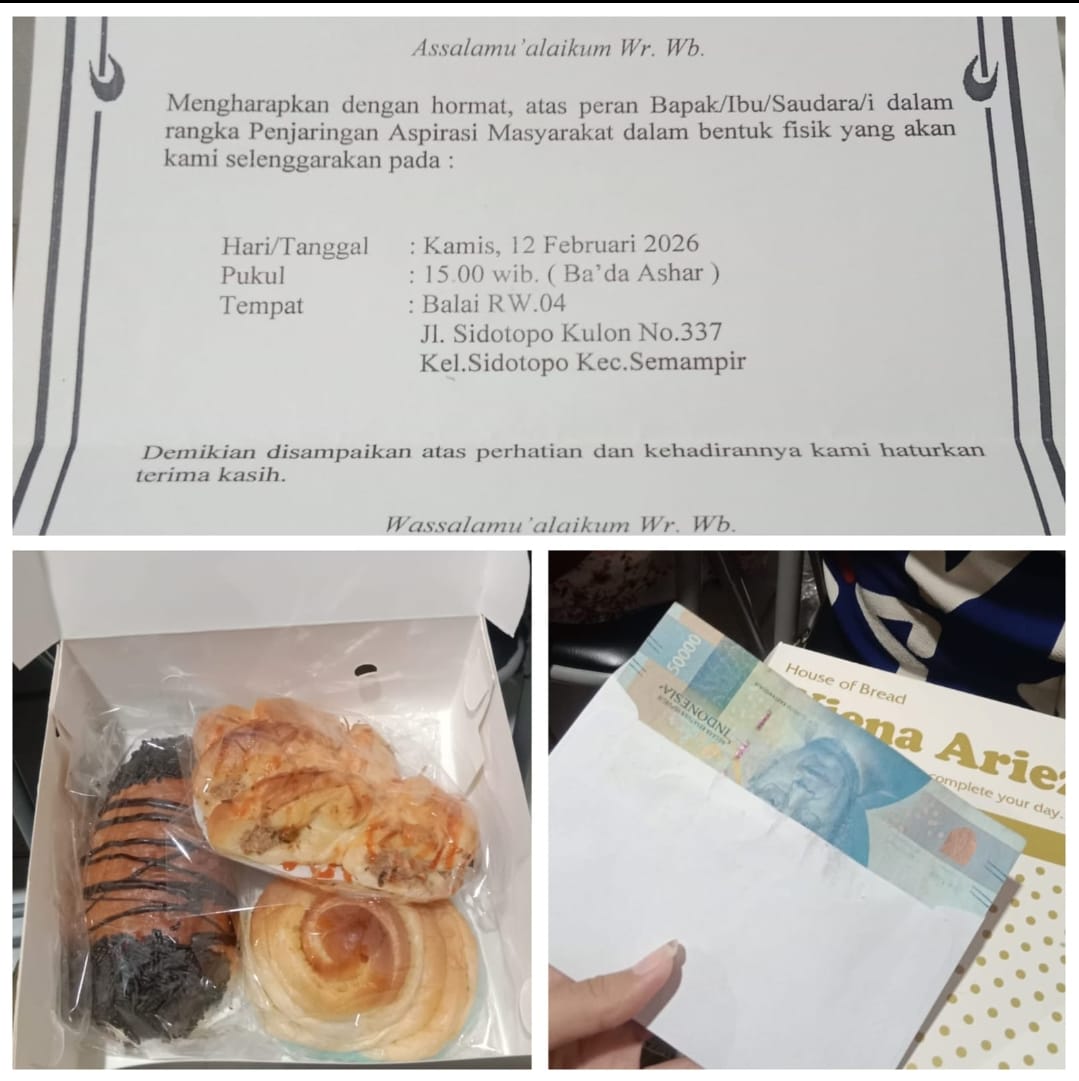 Assalamu'alaikum Wr. Wb.
Mengharapkan dengan hormat, atas peran Bapak/Ibu/Saudara/i dalam
rangka Penjaringan Aspirasi Masyarakat dalam bentuk fisik yang akan
kami selenggarakan pada :
Hari/Tanggal : Kamis, 12 Februari 2026
Pukul : 15.00 wib. ( Ba'da Ashar )
Tempat : Balai RW.04
Jl. Sidotopo Kulon No.337
Kel.Sidotopo Kec.Semampir
Demikian disampaikan atas perhatian dan kehadirannya kami haturkan
terima kasih.
Wassalamu'alaikum Wr. Wb.
50000
INDONESIA
House of Bread
Arie
complete your day.